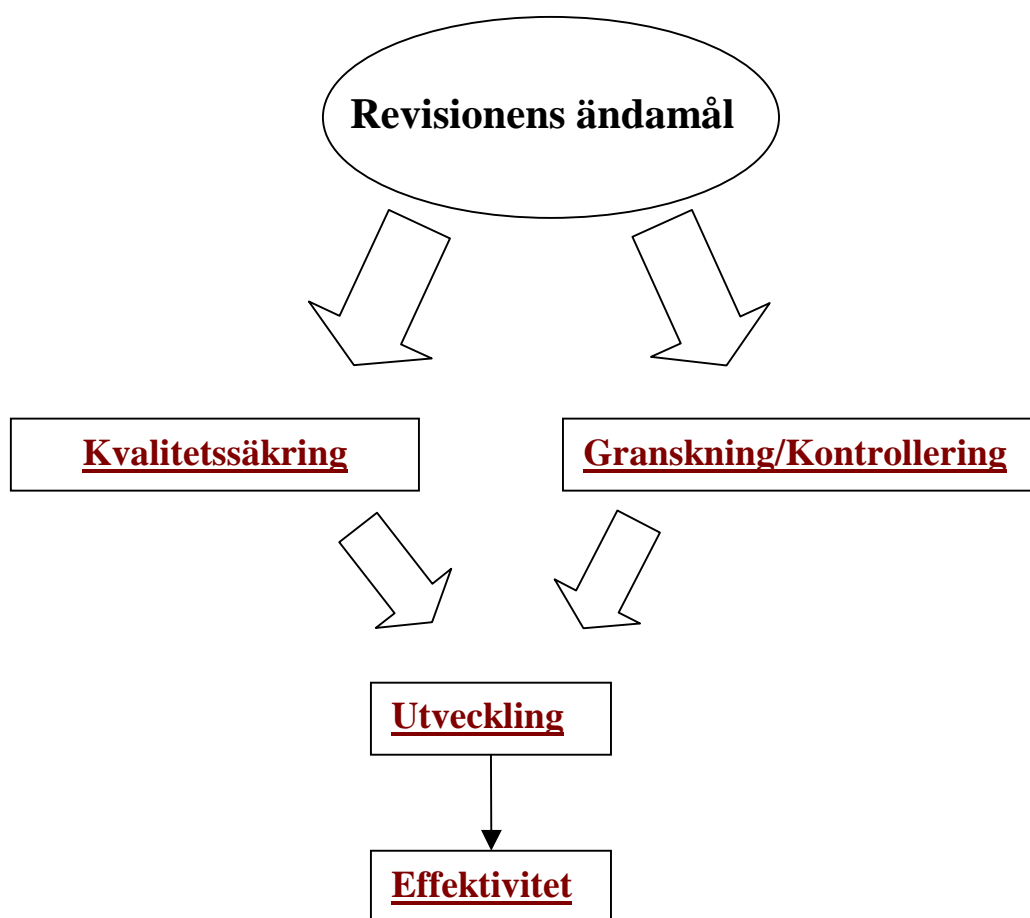 Revisionens ändamål
Kvalitetssäkring
Granskning/Kontrollering
Utveckling
Effektivitet